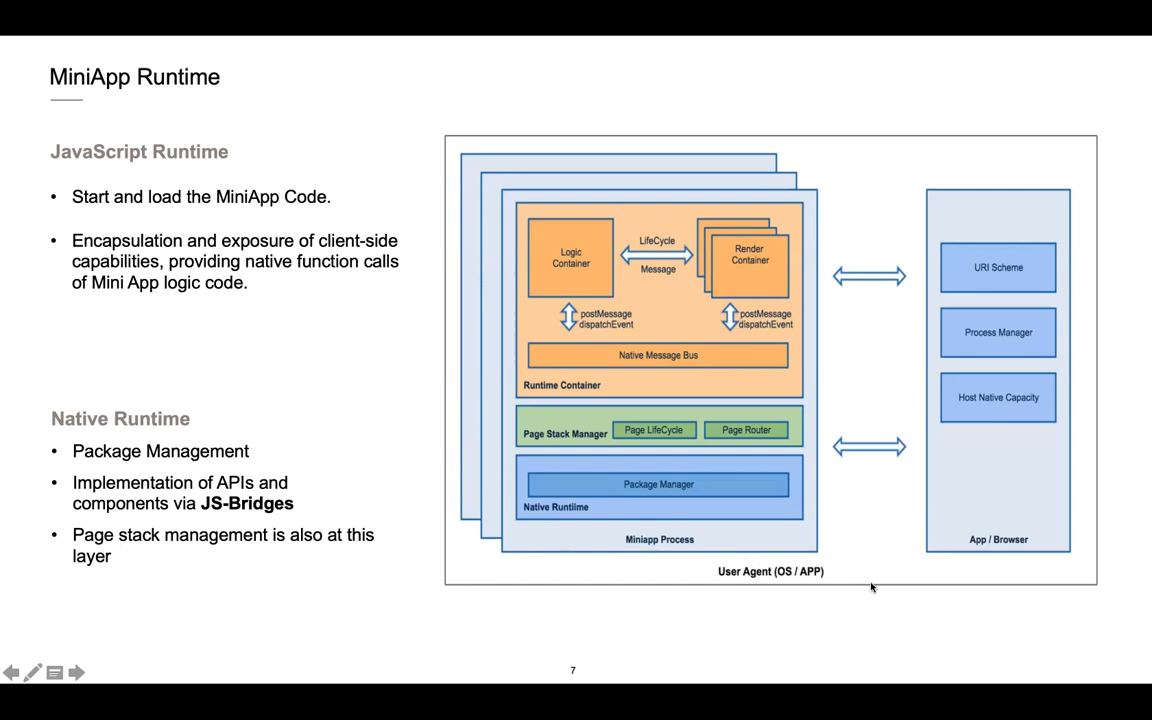 MiniApp Runtime
JavaScript Runtime
• Start and load the MiniApp Code.
• Encapsulation and exposure of client-side
capabilities, providing native function calls
of Mini App logic code.
Native Runtime
• Package Management
• Implementation of APIs and
components via JS-Bridges
• Page stack management is also at this
layer
Logic
Container
LifeCycle
Message
Render
Container
postMessage
dispatchEvent
postMessage
dispatchEvent
Native Message Bus
Runtime Container
Page Stack Manager
Page LifeCycle
Page Router
Package Manager
Native Runtiime
Miniapp Process
URI Scheme
Process Manager
Host Native Capacity
App / Browser
User Agent (OS / APP)
7